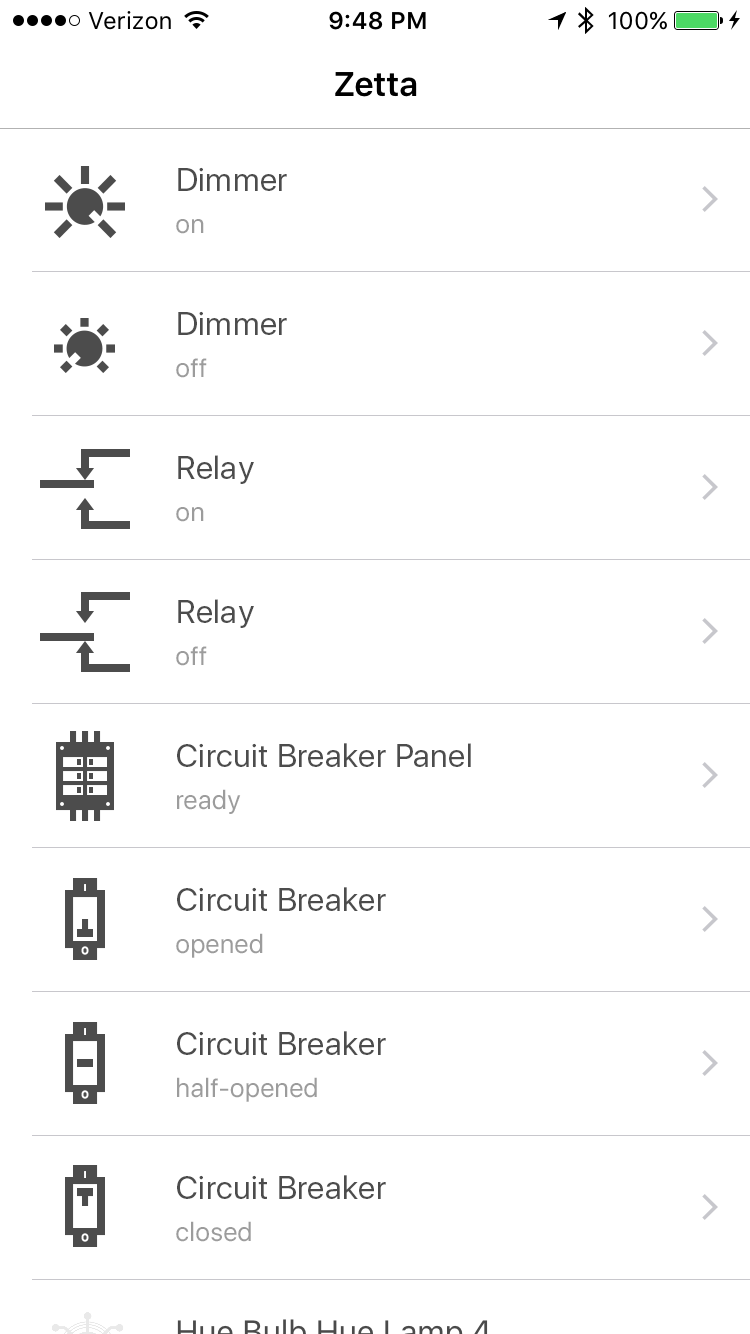 Verizon 9:48 PM 100%
Zetta
Dimmer
on
Dimmer
off
Relay
on
Relay
off
Circuit Breaker Panel
ready
Circuit Breaker
opened
Circuit Breaker
half-opened
Circuit Breaker
closed
Hue Bulb Hue Lamp 4